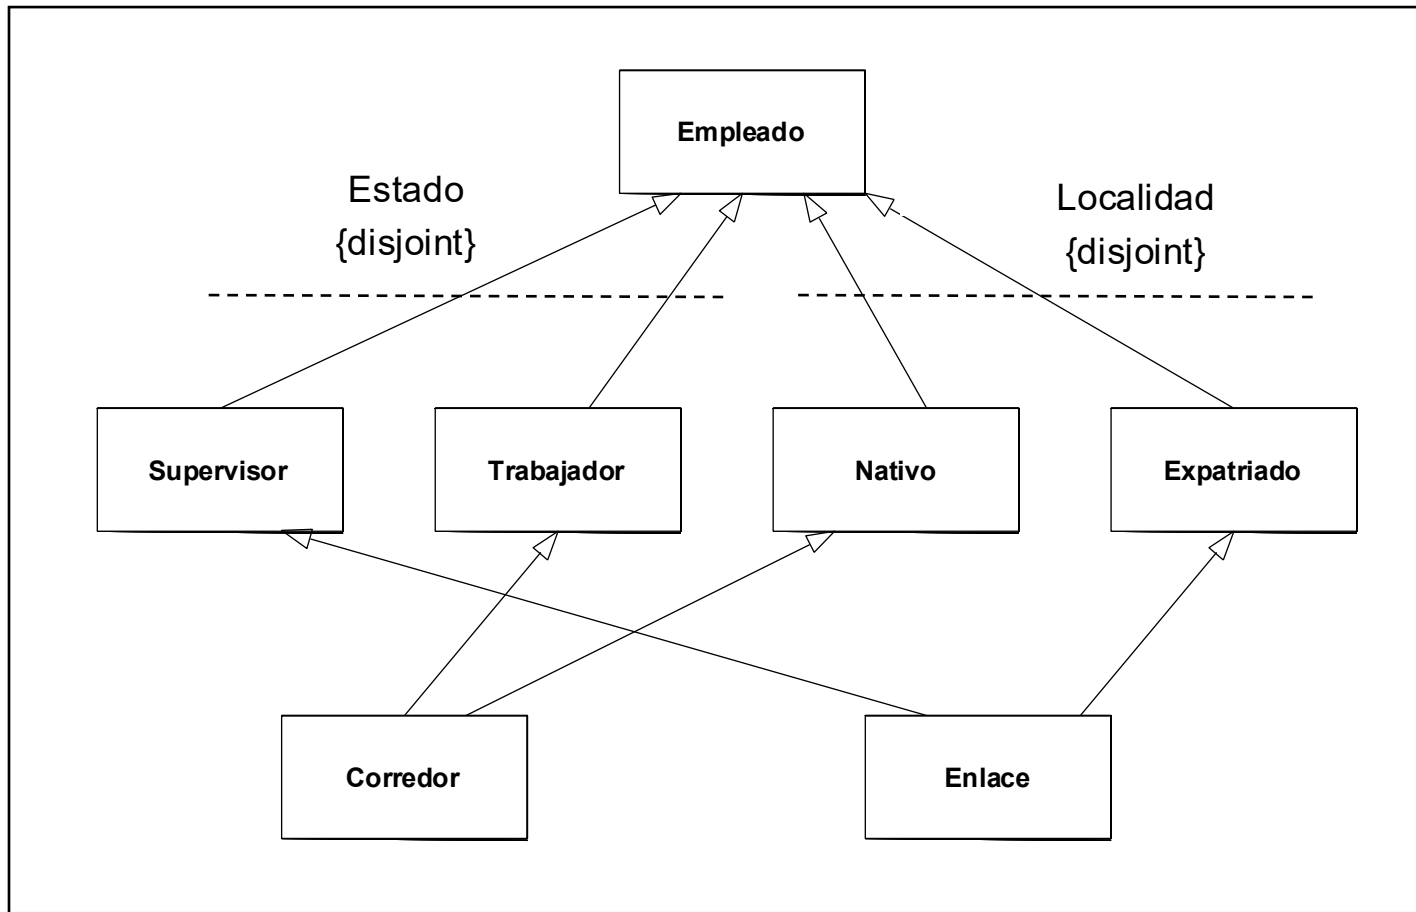 Empleado
Estado
{disjoint}
Localidad
{disjoint}
Supervisor
Trabajador
Nativo
Expatriado
Corredor
Enlace